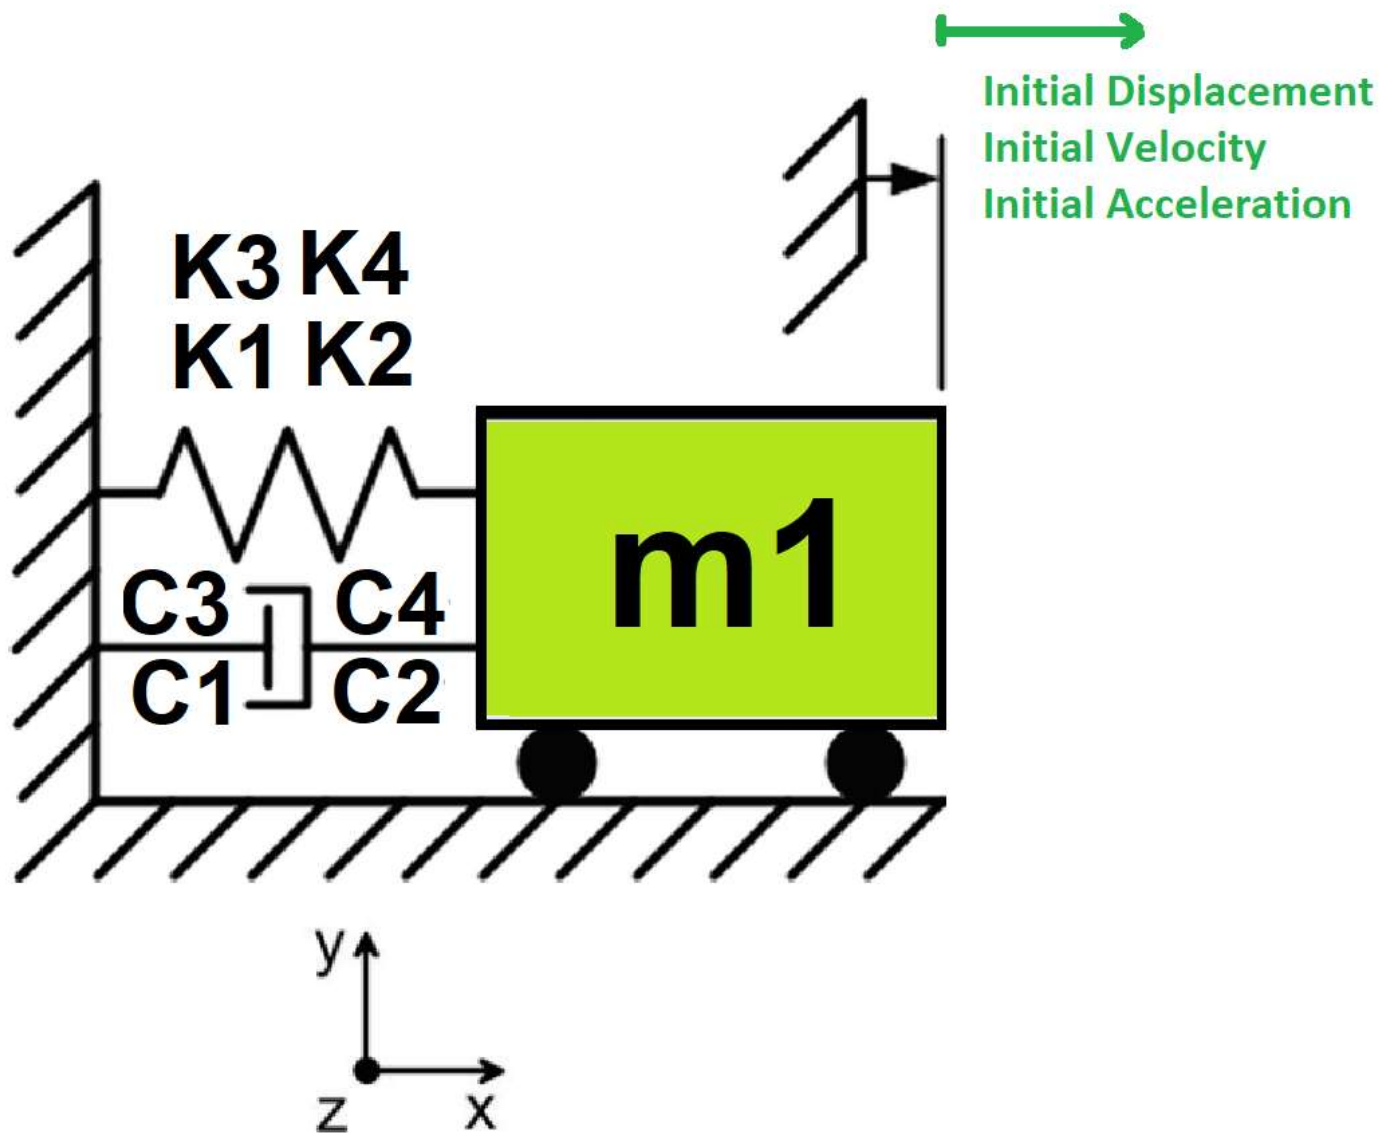 Initial Displacement
Initial Velocity
Initial Acceleration
K3 K4
K1 K2
m1
C3 C4
C1 C2
y
z x